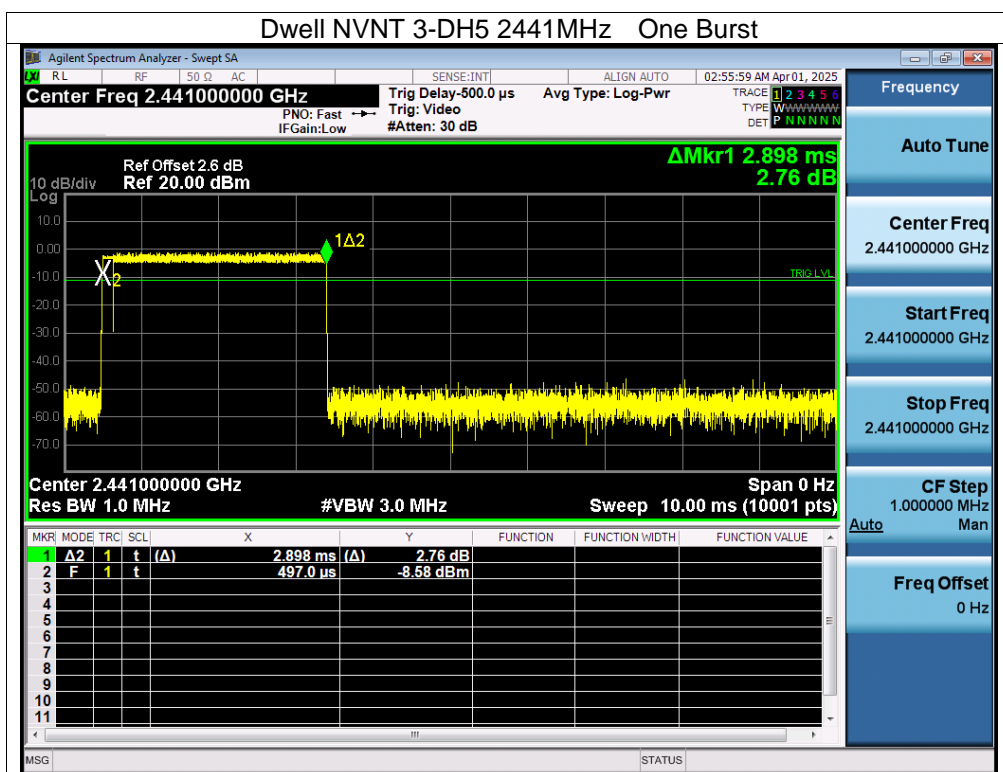 Dwell NVNT 3-DH5 2441MHz One Burst
Agilent Spectrum Analyzer - Swept SA
LXI RL RF 50 Ω AC SENSE:INT ALIGN AUTO 02:55:59 AM Apr 01, 2025
Center Freq 2.441000000 GHz Trig Delay-500.0 µs Avg Type: Log-Pwr TRACE 1 2 3 4 5 6
PNO: Fast Trig: Video TYPE WWWWWWW
IFGain:Low #Atten: 30 dB DET P N N N N N
ΔMkr1 2.898 ms
2.76 dB
Ref Offset 2.6 dB
10 dB/div Ref 20.00 dBm
Log
10.0
0.00
-10.0
-20.0
-30.0
-40.0
-50.0
-60.0
-70.0
1Δ2
2
TRIG LVL
Center 2.441000000 GHz Span 0 Hz
Res BW 1.0 MHz #VBW 3.0 MHz Sweep 10.00 ms (10001 pts)
MKR MODE TRC SCL X Y FUNCTION FUNCTION WIDTH FUNCTION VALUE
1 Δ2 1 t (Δ) 2.898 ms (Δ) 2.76 dB
2 F 1 t 497.0 µs -8.58 dBm
3
4
5
6
7
8
9
10
11
MSG STATUS
Frequency
Auto Tune
Center Freq
2.441000000 GHz
Start Freq
2.441000000 GHz
Stop Freq
2.441000000 GHz
CF Step
1.000000 MHz
Auto Man
Freq Offset
0 Hz